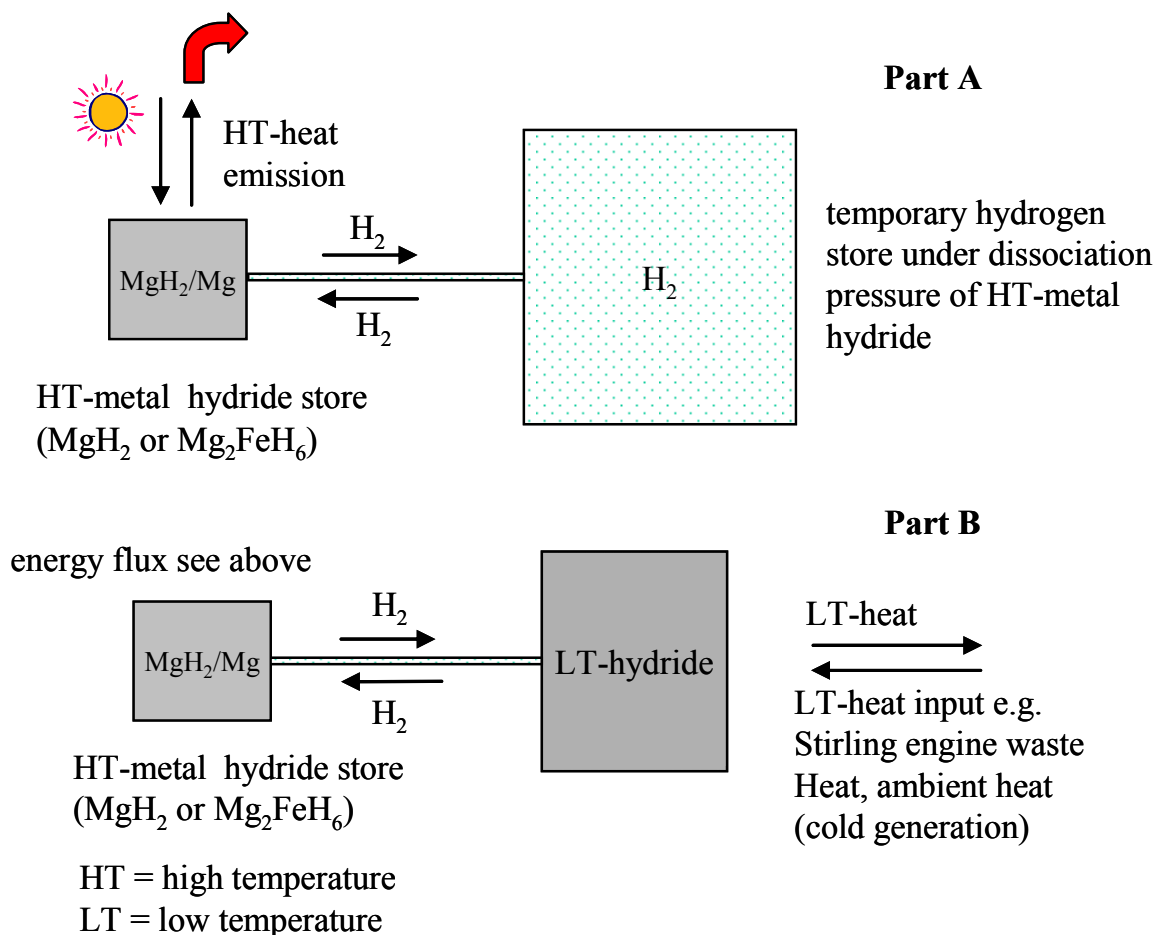 Part A
HT-heat
emission
H₂
MgH₂/Mg
H₂
H₂
temporary hydrogen
store under dissociation
pressure of HT-metal
hydride
HT-metal hydride store
(MgH₂ or Mg₂FeH₆)
Part B
energy flux see above
H₂
MgH₂/Mg
H₂
LT-hydride
LT-heat
LT-heat input e.g.
Stirling engine waste
Heat, ambient heat
(cold generation)
HT-metal hydride store
(MgH₂ or Mg₂FeH₆)
HT = high temperature
LT = low temperature